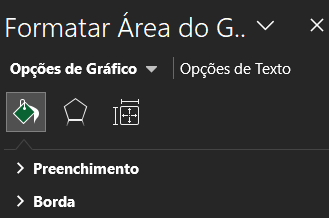 Formatar Área do G..
Opções de Gráfico Opções de Texto
Preenchimento
Borda